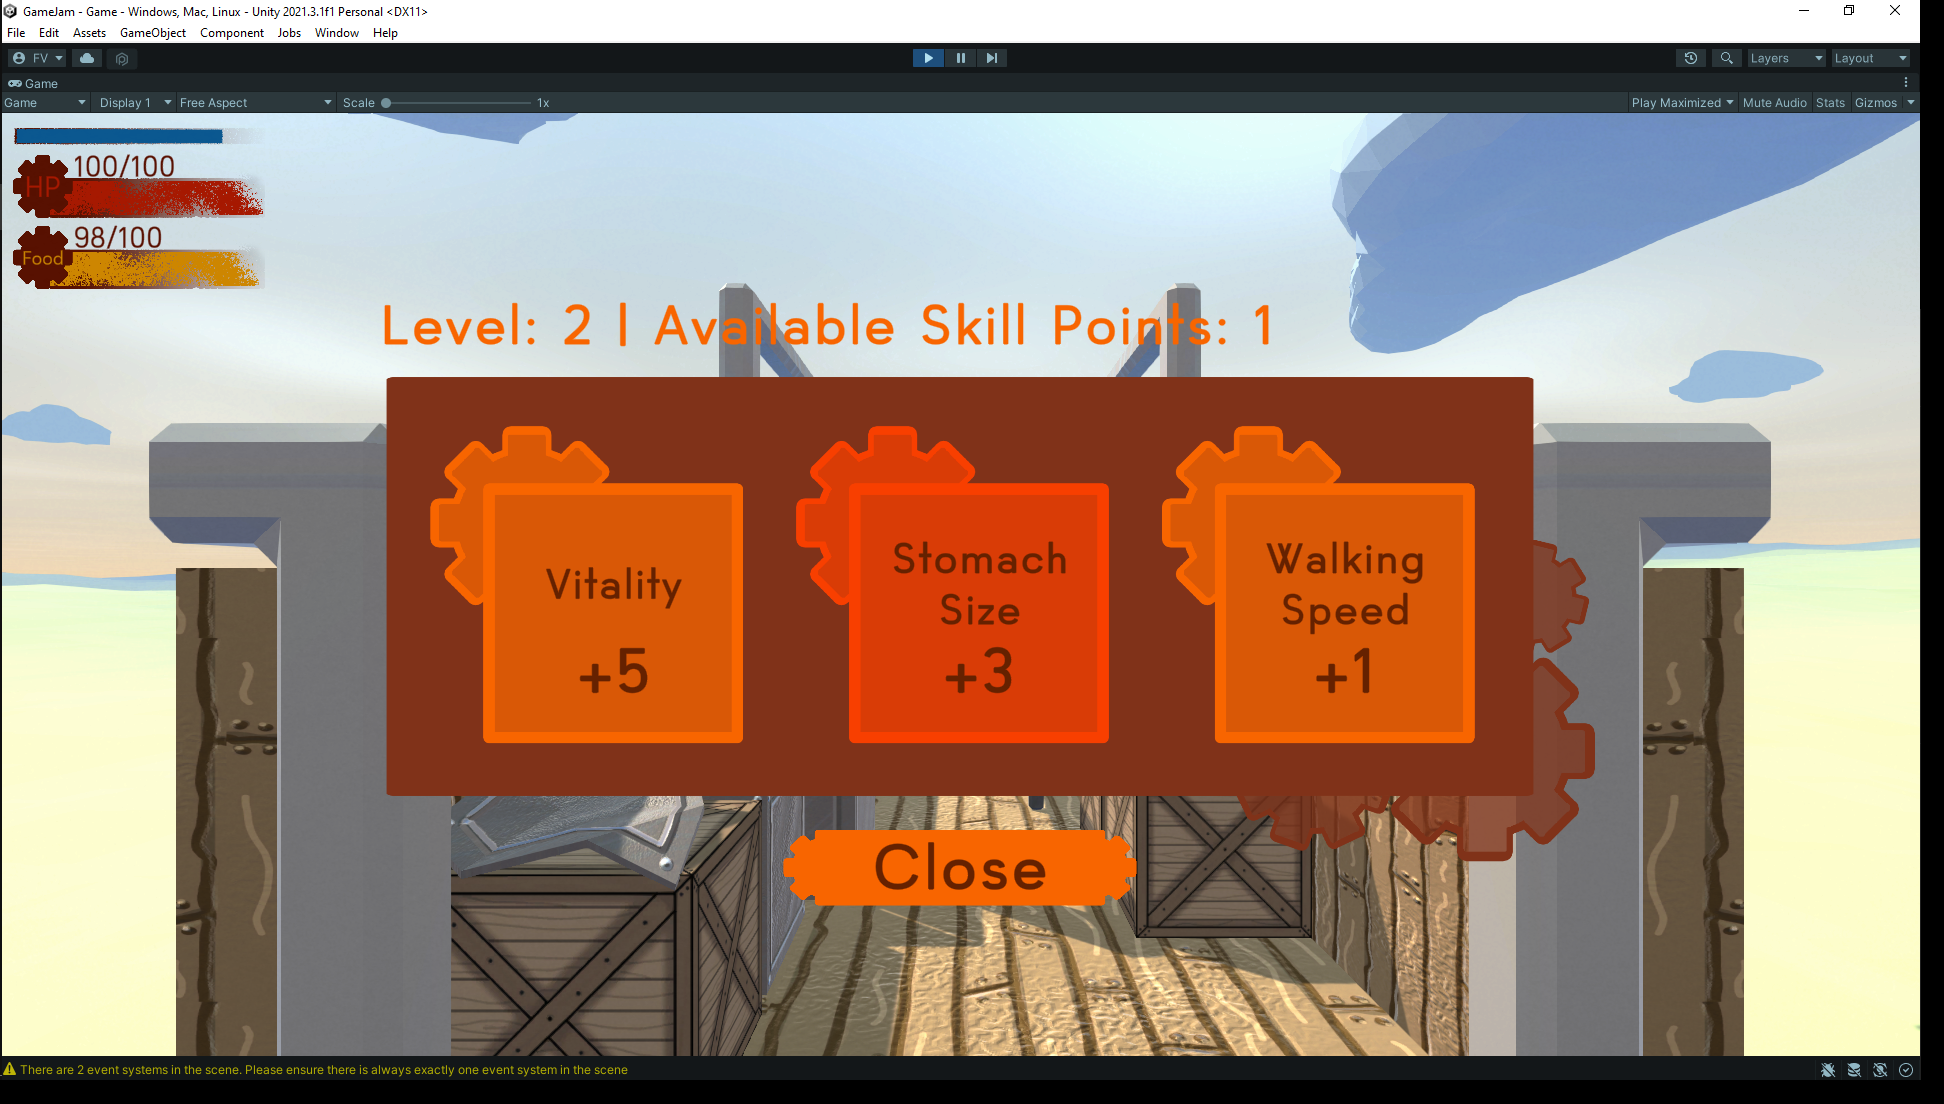 GameJam - Game - Windows, Mac, Linux - Unity 2021.3.1f1 Personal <DX11>
File Edit Assets GameObject Component Jobs Window Help
FV Layers Layout
Game
Game Display 1 Free Aspect Scale 1x Play Maximized Mute Audio Stats Gizmos
100/100
HP
98/100
Food
Level: 2 | Available Skill Points: 1
Vitality
+5
Stomach
Size
+3
Walking
Speed
+1
Close
There are 2 event systems in the scene. Please ensure there is always exactly one event system in the scene